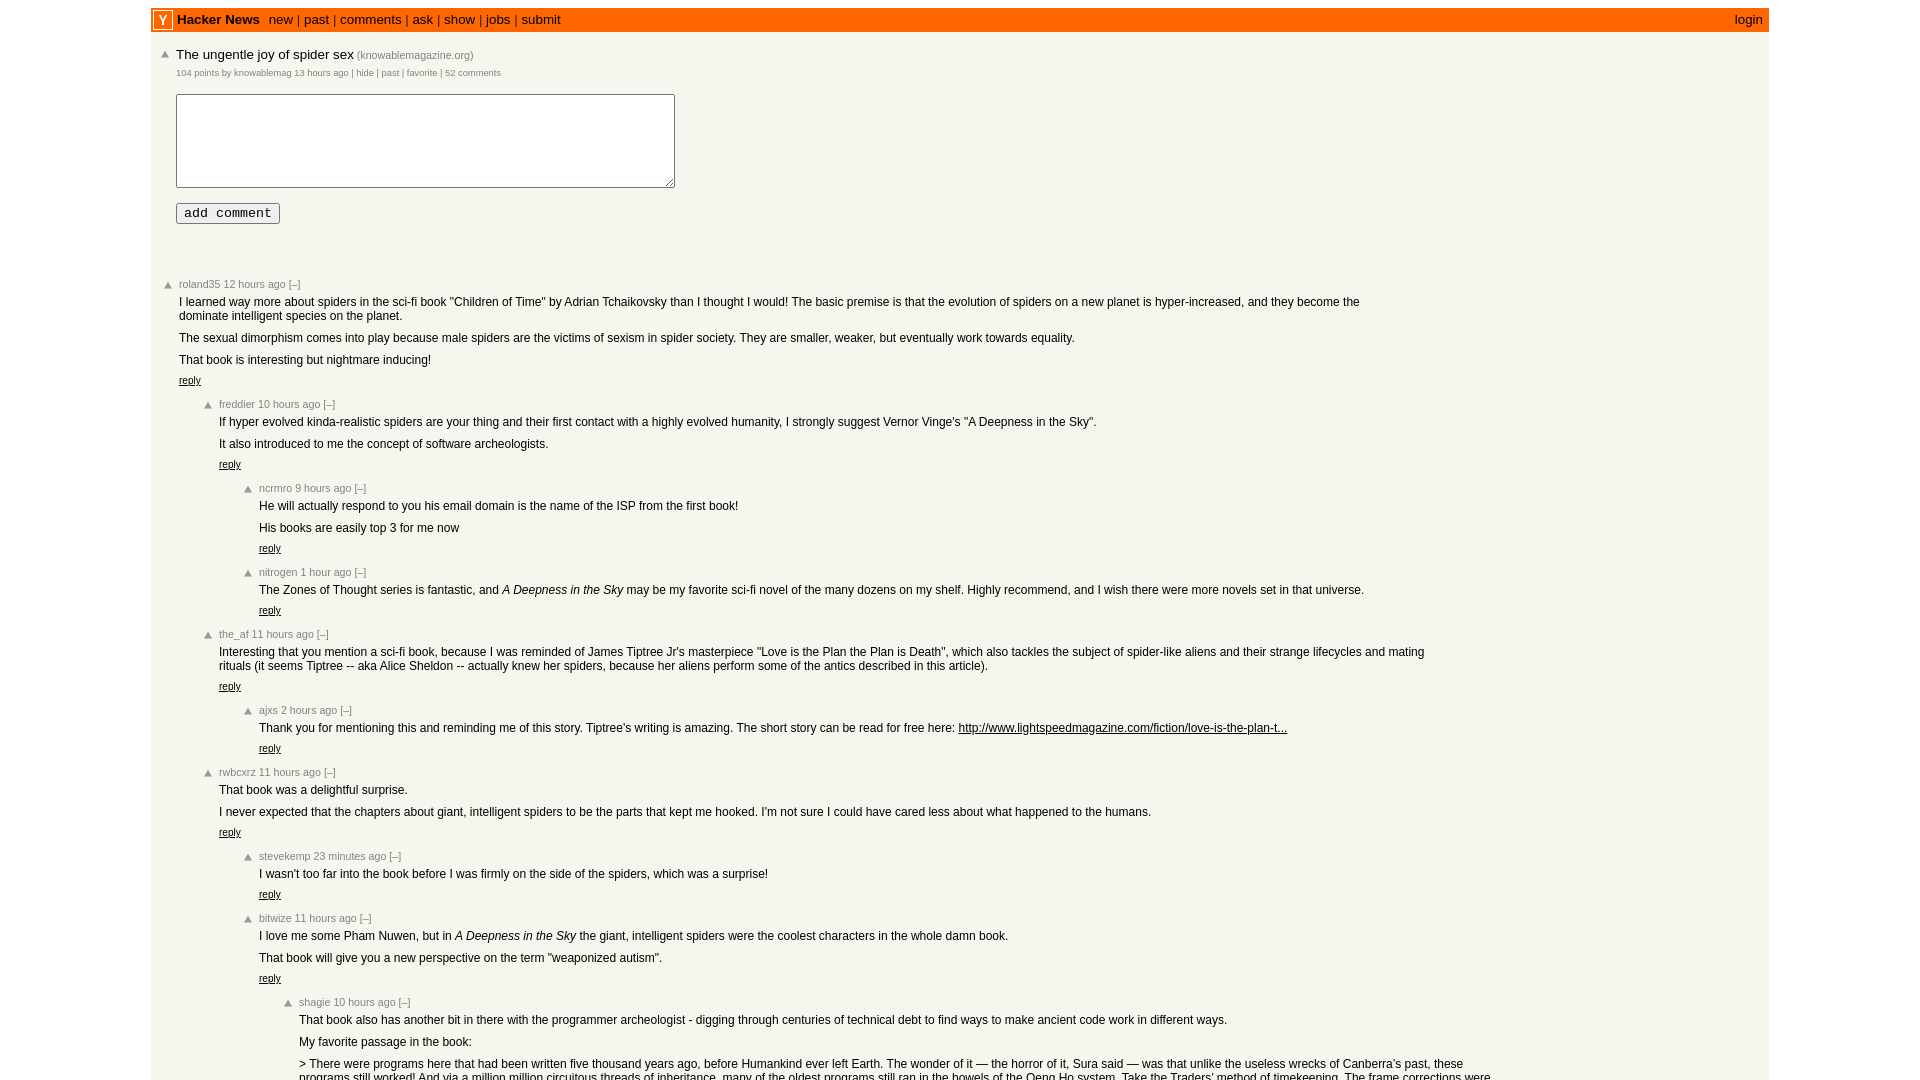 Y Hacker News new | past | comments | ask | show | jobs | submit login
The ungentle joy of spider sex (knowablemagazine.org)
104 points by knowablemag 13 hours ago | hide | past | favorite | 52 comments
add comment
roland35 12 hours ago [–]
I learned way more about spiders in the sci-fi book "Children of Time" by Adrian Tchaikovsky than I thought I would! The basic premise is that the evolution of spiders on a new planet is hyper-increased, and they become the
dominate intelligent species on the planet.
The sexual dimorphism comes into play because male spiders are the victims of sexism in spider society. They are smaller, weaker, but eventually work towards equality.
That book is interesting but nightmare inducing!
reply
freddier 10 hours ago [–]
If hyper evolved kinda-realistic spiders are your thing and their first contact with a highly evolved humanity, I strongly suggest Vernor Vinge's "A Deepness in the Sky".
It also introduced to me the concept of software archeologists.
reply
ncrmro 9 hours ago [–]
He will actually respond to you his email domain is the name of the ISP from the first book!
His books are easily top 3 for me now
reply
nitrogen 1 hour ago [–]
The Zones of Thought series is fantastic, and A Deepness in the Sky may be my favorite sci-fi novel of the many dozens on my shelf. Highly recommend, and I wish there were more novels set in that universe.
reply
the_af 11 hours ago [–]
Interesting that you mention a sci-fi book, because I was reminded of James Tiptree Jr's masterpiece "Love is the Plan the Plan is Death", which also tackles the subject of spider-like aliens and their strange lifecycles and mating
rituals (it seems Tiptree -- aka Alice Sheldon -- actually knew her spiders, because her aliens perform some of the antics described in this article).
reply
ajxs 2 hours ago [–]
Thank you for mentioning this and reminding me of this story. Tiptree's writing is amazing. The short story can be read for free here: http://www.lightspeedmagazine.com/fiction/love-is-the-plan-t...
reply
rwbcxrz 11 hours ago [–]
That book was a delightful surprise.
I never expected that the chapters about giant, intelligent spiders to be the parts that kept me hooked. I'm not sure I could have cared less about what happened to the humans.
reply
stevekemp 23 minutes ago [–]
I wasn't too far into the book before I was firmly on the side of the spiders, which was a surprise!
reply
bitwize 11 hours ago [–]
I love me some Pham Nuwen, but in A Deepness in the Sky the giant, intelligent spiders were the coolest characters in the whole damn book.
That book will give you a new perspective on the term "weaponized autism".
reply
shagie 10 hours ago [–]
That book also has another bit in there with the programmer archeologist - digging through centuries of technical debt to find ways to make ancient code work in different ways.
My favorite passage in the book:
> There were programs here that had been written five thousand years ago, before Humankind ever left Earth. The wonder of it — the horror of it, Sura said — was that unlike the useless wrecks of Canberra's past, these
programs still worked! And via a million million circuitous threads of inheritance, many of the oldest programs still ran in the bowels of the Qeng Ho system. Take the Traders' method of timekeeping. The frame corrections were